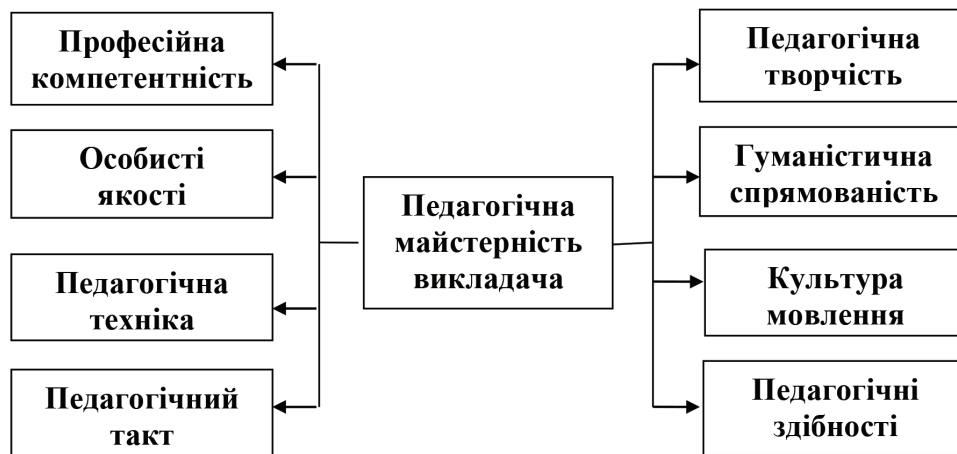 Професійна
компетентність
Особисті
якості
Педагогічна
техніка
Педагогічний
такт
Педагогічна
майстерність
викладача
Педагогічна
творчість
Гуманістична
спрямованість
Культура
мовлення
Педагогічні
здібності